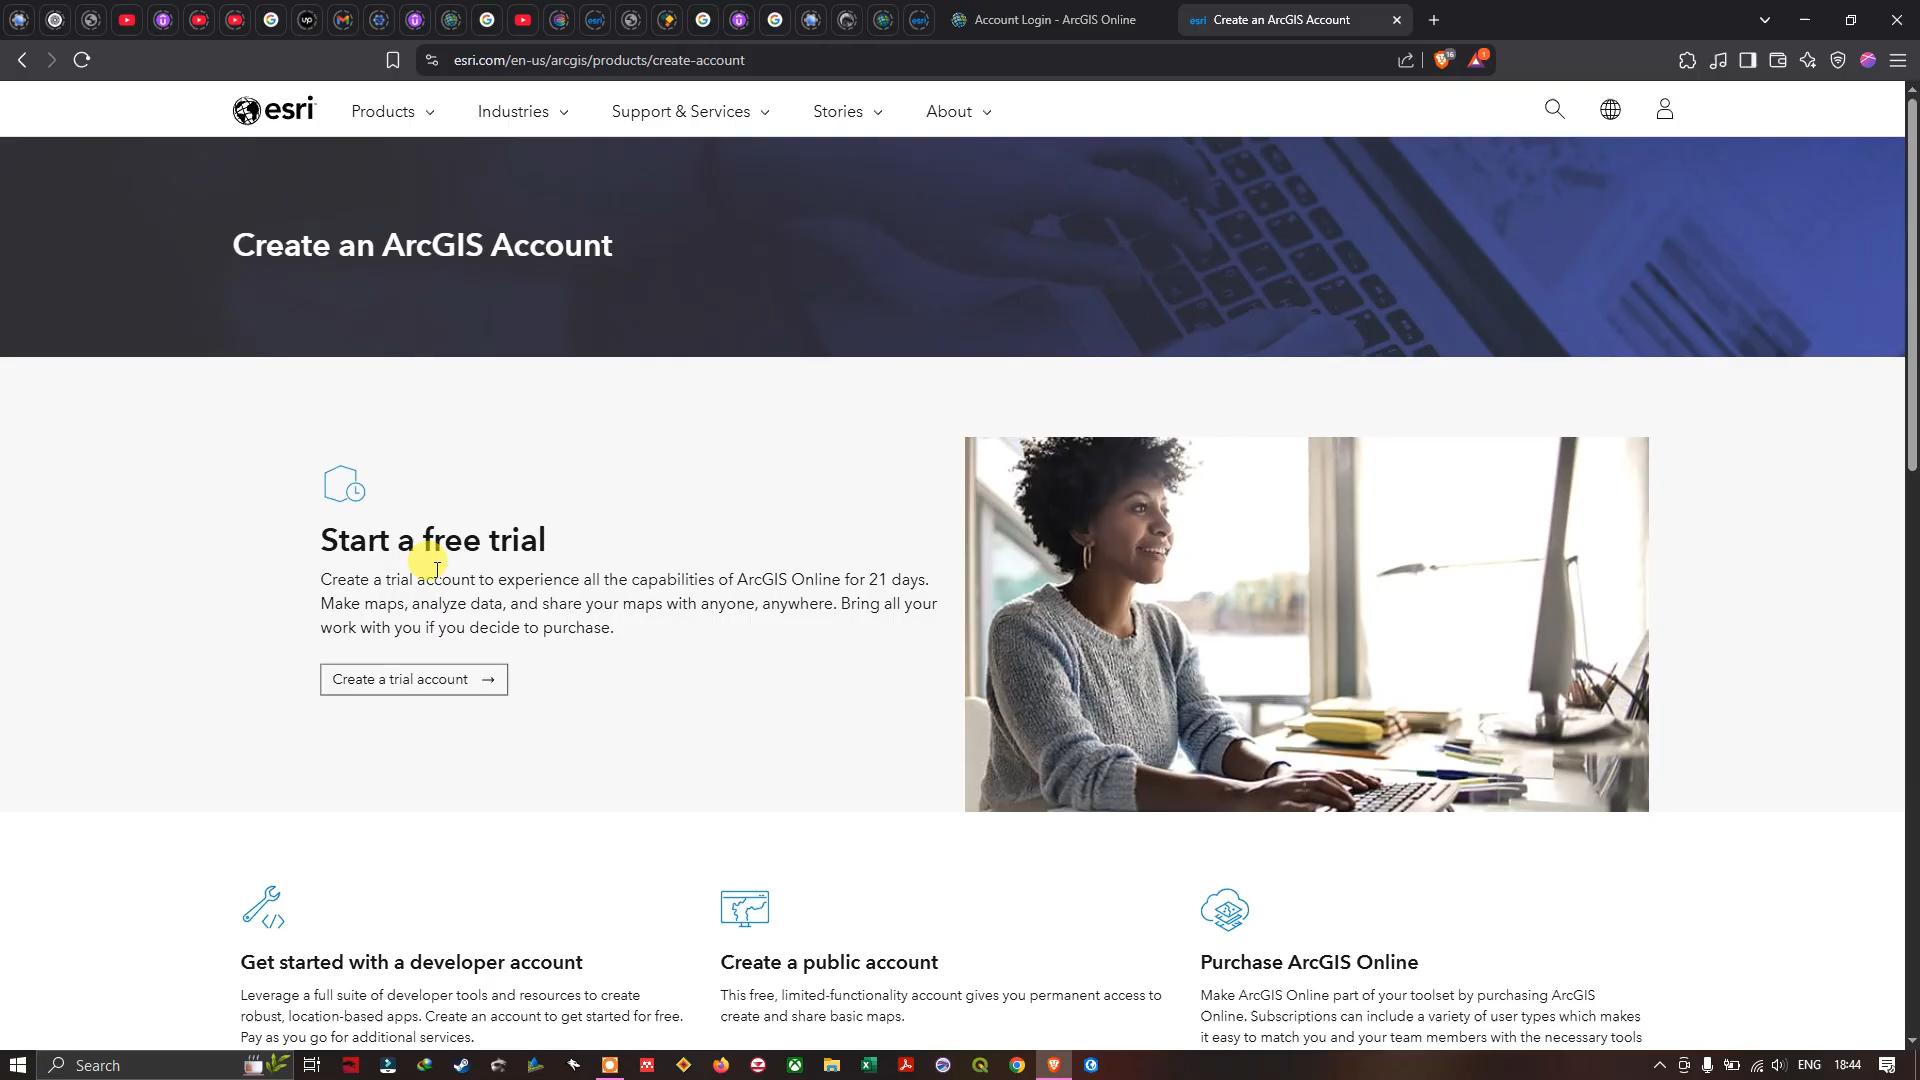 Account Login - ArcGIS Online
esri Create an ArcGIS Account
esri.com/en-us/arcgis/products/create-account
16
1
esri
Products
Industries
Support & Services
Stories
About
Create an ArcGIS Account
Start a free trial
Create a trial account to experience all the capabilities of ArcGIS Online for 21 days.
Make maps, analyze data, and share your maps with anyone, anywhere. Bring all your
work with you if you decide to purchase.
Create a trial account →
Get started with a developer account
Leverage a full suite of developer tools and resources to create
robust, location-based apps. Create an account to get started for free.
Pay as you go for additional services.
Create a public account
This free, limited-functionality account gives you permanent access to
create and share basic maps.
Purchase ArcGIS Online
Make ArcGIS Online part of your toolset by purchasing ArcGIS
Online. Subscriptions can include a variety of user types which makes
it easy to match you and your team members with the necessary tools
Search
ENG
18:44